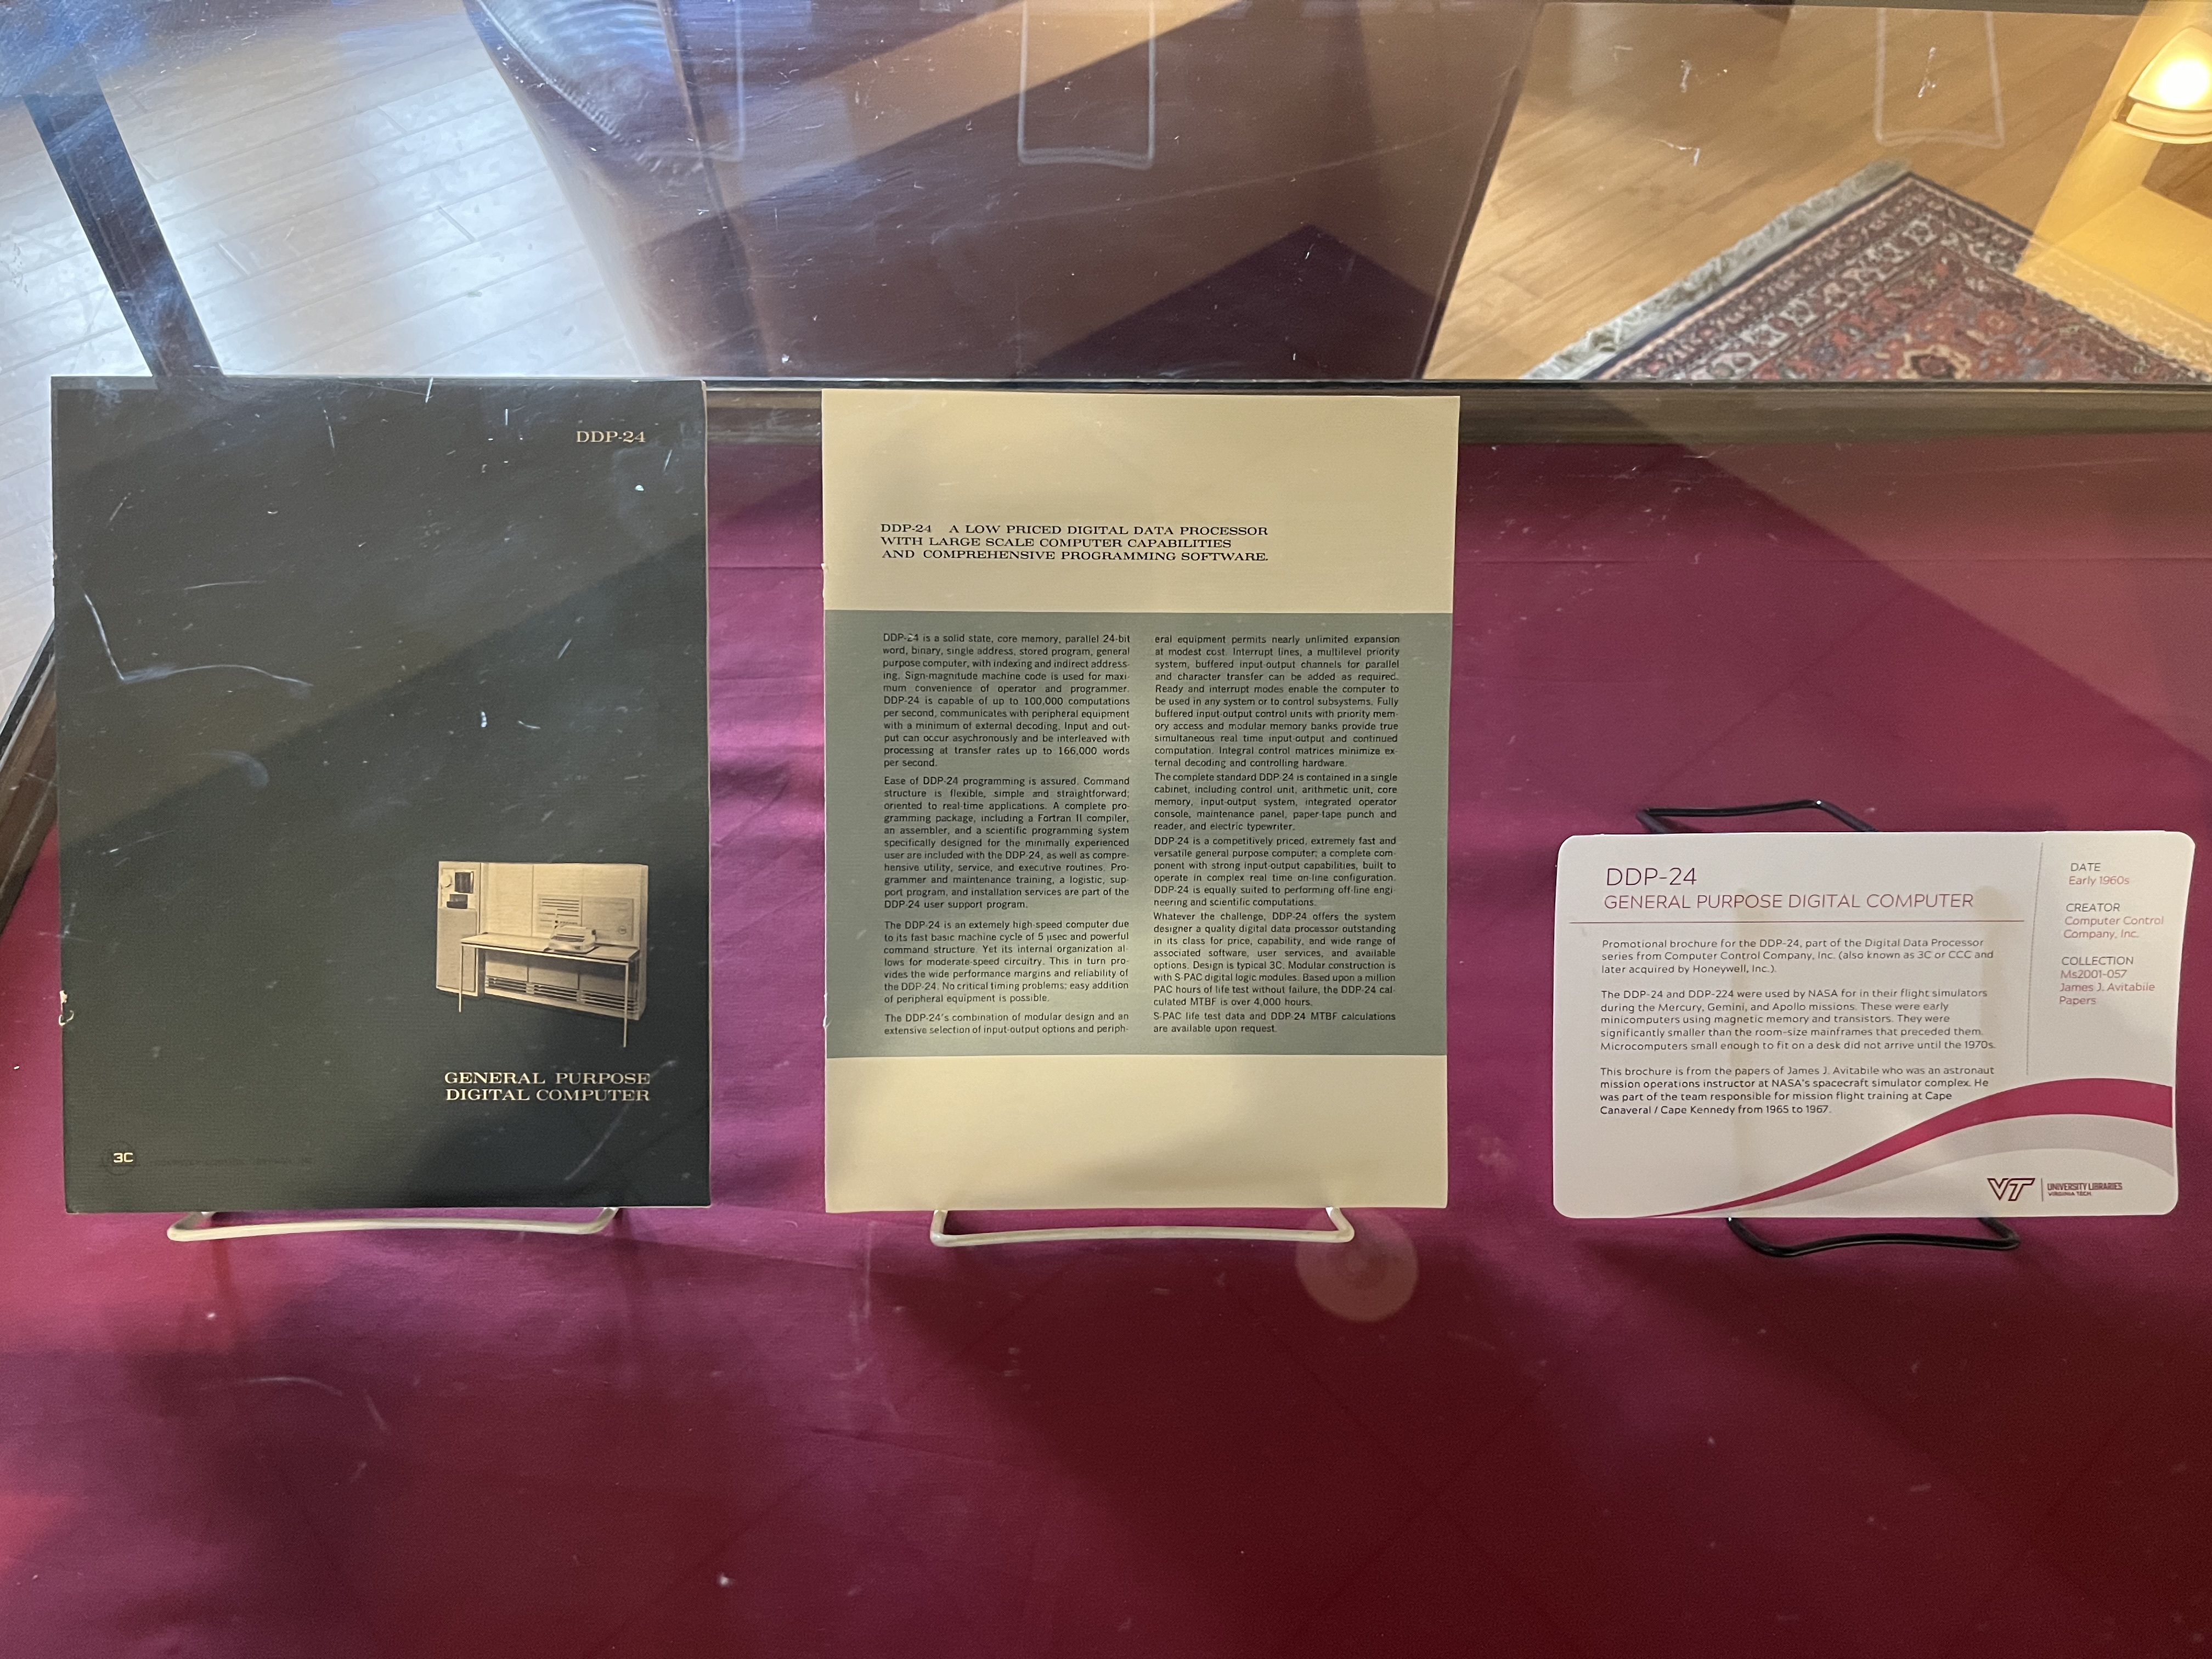 DDP-24
GENERAL PURPOSE
DIGITAL COMPUTER
3C
DDP-24 A LOW PRICED DIGITAL DATA PROCESSOR
WITH LARGE SCALE COMPUTER CAPABILITIES
AND COMPREHENSIVE PROGRAMMING SOFTWARE.
DDP-24 is a solid state, core memory, parallel 24-bit
word, binary, single address, stored program, general
purpose computer, with indexing and indirect address-
ing. Sign-magnitude machine code is used for maxi-
mum convenience of operator and programmer.
DDP-24 is capable of up to 100,000 computations
per second, communicates with peripheral equipment
with a minimum of external decoding. Input and out-
put can occur asychronously and be interleaved with
processing at transfer rates up to 166,000 words
per second.
Ease of DDP-24 programming is assured. Command
structure is flexible, simple and straightforward;
oriented to real-time applications. A complete pro-
gramming package, including a Fortran II compiler,
an assembler, and a scientific programming system
specifically designed for the minimally experienced
user are included with the DDP-24, as well as compre-
hensive utility, service, and executive routines. Pro-
grammer and maintenance training, a logistic, sup-
port program, and installation services are part of the
DDP-24 user support program.
The DDP-24 is an extemely high-speed computer due
to its fast basic machine cycle of 5 µsec and powerful
command structure. Yet its internal organization al-
lows for moderate-speed circuitry. This in turn pro-
vides the wide performance margins and reliability of
the DDP-24. No critical timing problems; easy addition
of peripheral equipment is possible.
The DDP-24's combination of modular design and an
extensive selection of input-output options and periph-
eral equipment permits nearly unlimited expansion
at modest cost. Interrupt lines, a multilevel priority
system, buffered input-output channels for parallel
and character transfer can be added as required.
Ready and interrupt modes enable the computer to
be used in any system or to control subsystems. Fully
buffered input-output control units with priority mem-
ory access and modular memory banks provide true
simultaneous real time input-output and continued
computation. Integral control matrices minimize ex-
ternal decoding and controlling hardware.
The complete standard DDP-24 is contained in a single
cabinet, including control unit, arithmetic unit, core
memory, input-output system, integrated operator
console, maintenance panel, paper-tape punch and
reader, and electric typewriter.
DDP-24 is a competitively priced, extremely fast and
versatile general purpose computer; a complete com-
ponent with strong input-output capabilities, built to
operate in complex real time on-line configuration.
DDP-24 is equally suited to performing off-line engi-
neering and scientific computations.
Whatever the challenge, DDP-24 offers the system
designer a quality digital data processor outstanding
in its class for price, capability, and wide range of
associated software, user services, and available
options. Design is typical 3C. Modular construction is
with S-PAC digital logic modules. Based upon a million
PAC hours of life test without failure, the DDP-24 cal-
culated MTBF is over 4,000 hours.
S-PAC life test data and DDP-24 MTBF calculations
are available upon request.
DDP-24
GENERAL PURPOSE DIGITAL COMPUTER
Promotional brochure for the DDP-24, part of the Digital Data Processor
series from Computer Control Company, Inc. (also known as 3C or CCC and
later acquired by Honeywell, Inc.).
The DDP-24 and DDP-224 were used by NASA for in their flight simulators
during the Mercury, Gemini, and Apollo missions. These were early
minicomputers using magnetic memory and transistors. They were
significantly smaller than the room-size mainframes that preceded them.
Microcomputers small enough to fit on a desk did not arrive until the 1970s.
This brochure is from the papers of James J. Avitabile who was an astronaut
mission operations instructor at NASA's spacecraft simulator complex. He
was part of the team responsible for mission flight training at Cape
Canaveral / Cape Kennedy from 1965 to 1967.
DATE
Early 1960s
CREATOR
Computer Control
Company, Inc.
COLLECTION
Ms2001-057
James J. Avitabile
Papers
VT UNIVERSITY LIBRARIES
VIRGINIA TECH.